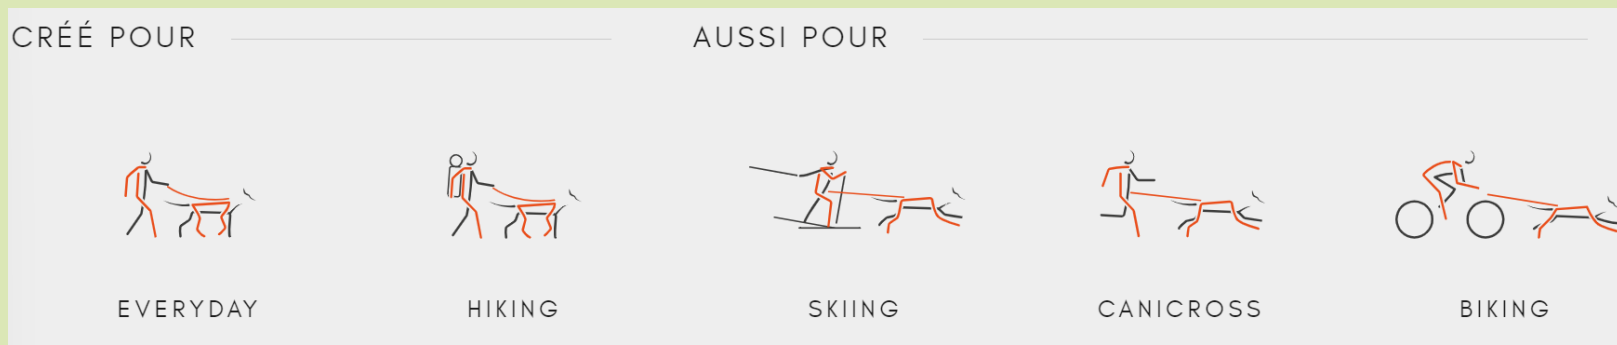 CRÉÉ POUR
AUSSI POUR
EVERYDAY
HIKING
SKIING
CANICROSS
BIKING